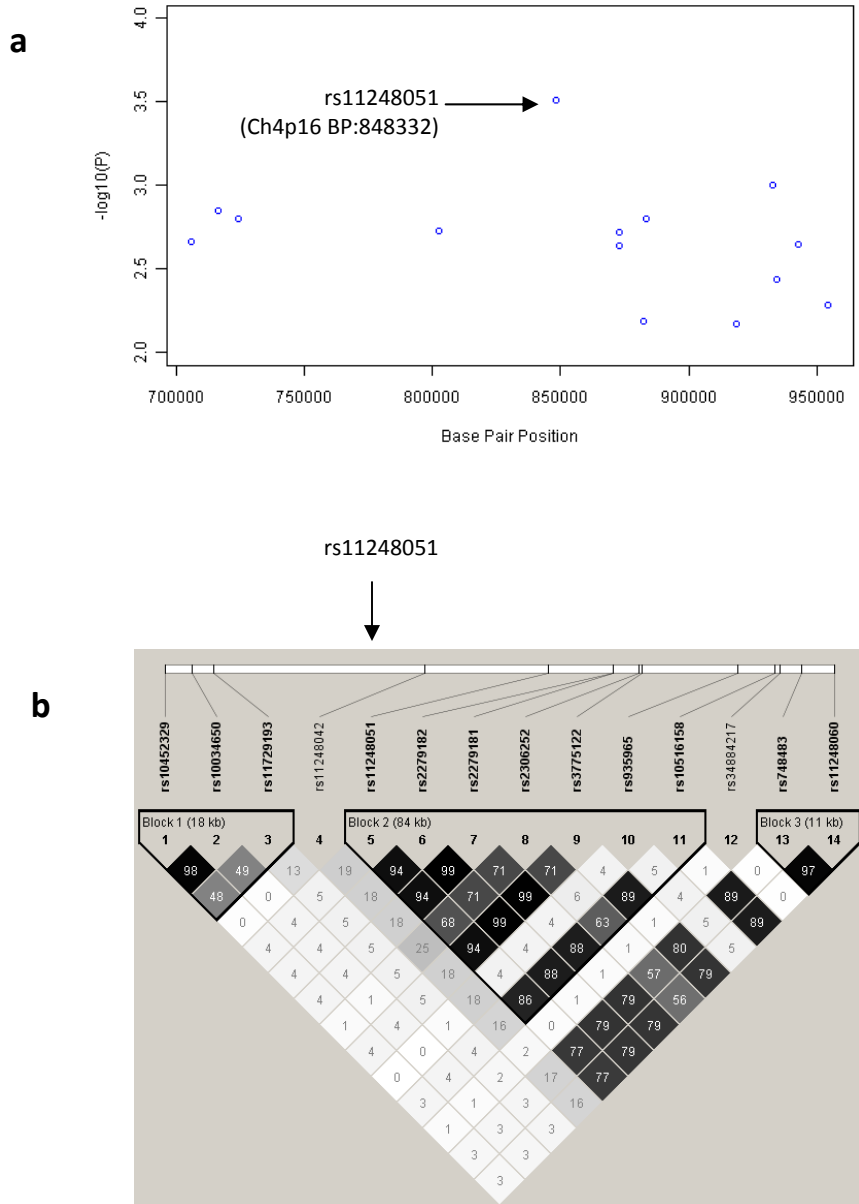 a
4.0
3.5
3.0
2.5
2.0
-log10(P)
rs11248051
(Ch4p16 BP:848332)
700000 750000 800000 850000 900000 950000
Base Pair Position
rs11248051
b
rs10452329
rs10034650
rs11729193
rs11248042
rs11248051
rs2279182
rs2279181
rs2306252
rs3775122
rs935965
rs10516158
rs34884217
rs748483
rs11248060
Block 1 (18 kb) Block 2 (84 kb) Block 3 (11 kb)
1 2 3 4 5 6 7 8 9 10 11 12 13 14
98 49 13 19 94 99 71 71 4 5 1 0 97
48 0 5 18 94 71 99 6 89 4 89 0
0 4 5 18 68 99 4 63 1 5 89
4 4 5 25 94 4 88 1 80 5
4 4 5 18 4 88 1 57 79
4 1 5 18 86 1 79 56
1 4 1 16 0 79 79
4 0 4 2 77 79
0 4 2 17 77
3 1 3 16
1 3 3
3 3
3